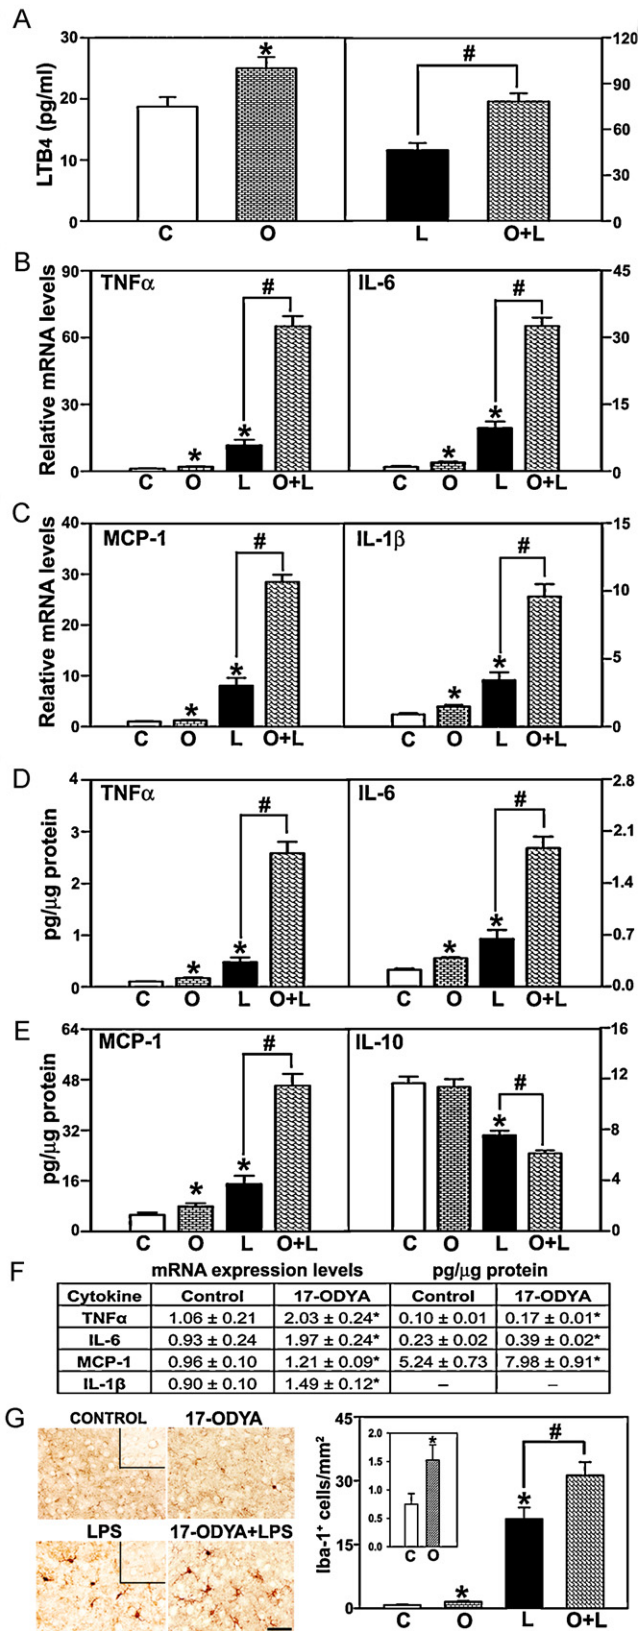 A
LTB4 (pg/ml)
30
20
10
0
*
#
120
90
60
30
0
C O L O+L
B
Relative mRNA levels
TNFα
90
60
30
0
*
*
#
C O L O+L
IL-6
45
30
15
0
*
*
#
C O L O+L
C
Relative mRNA levels
MCP-1
40
30
20
10
0
*
*
#
C O L O+L
IL-1β
15
10
5
0
*
*
#
C O L O+L
D
pg/μg protein
TNFα
4
3
2
1
0
*
*
#
C O L O+L
IL-6
2.8
2.1
1.4
0.7
0.0
*
*
#
C O L O+L
E
pg/μg protein
MCP-1
64
48
32
16
0
*
*
#
C O L O+L
IL-10
16
12
8
4
0
*
#
C O L O+L
F
mRNA expression levels pg/μg protein
Cytokine Control 17-ODYA Control 17-ODYA
TNFα 1.06 ± 0.21 2.03 ± 0.24* 0.10 ± 0.01 0.17 ± 0.01*
IL-6 0.93 ± 0.24 1.97 ± 0.24* 0.23 ± 0.02 0.39 ± 0.02*
MCP-1 0.96 ± 0.10 1.21 ± 0.09* 5.24 ± 0.73 7.98 ± 0.91*
IL-1β 0.90 ± 0.10 1.49 ± 0.12* – –
G
CONTROL 17-ODYA
LPS 17-ODYA+LPS
Iba-1⁺ cells/mm²
45
30
15
0
2.0
1.5
1.0
0.5
0.0
*
C O
*
*
#
C O L O+L